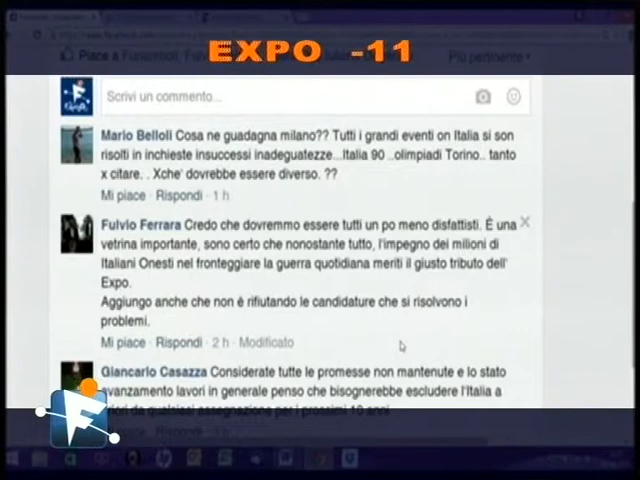 EXPO -11
Piace a
Più pertinente
Scrivi un commento...
Mario Belloli Cosa ne guadagna milano?? Tutti i grandi eventi on Italia si son
risolti in inchieste insuccessi inadeguatezze...Italia 90 ..olimpiadi Torino.. tanto
x citare. . Xche' dovrebbe essere diverso. ??
Mi piace · Rispondi · 1 h
Fulvio Ferrara Credo che dovremmo essere tutti un po meno disfattisti. È una
vetrina importante, sono certo che nonostante tutto, l'impegno dei milioni di
Italiani Onesti nel fronteggiare la guerra quotidiana meriti il giusto tributo dell'
Expo.
Aggiungo anche che non è rifiutando le candidature che si risolvono i
problemi.
Mi piace · Rispondi · 2 h · Modificato
Giancarlo Casazza Considerate tutte le promesse non mantenute e lo stato
avanzamento lavori in generale penso che bisognerebbe escludere l'Italia a
priori da qualsiasi assegnazione per i prossimi 10 anni
F